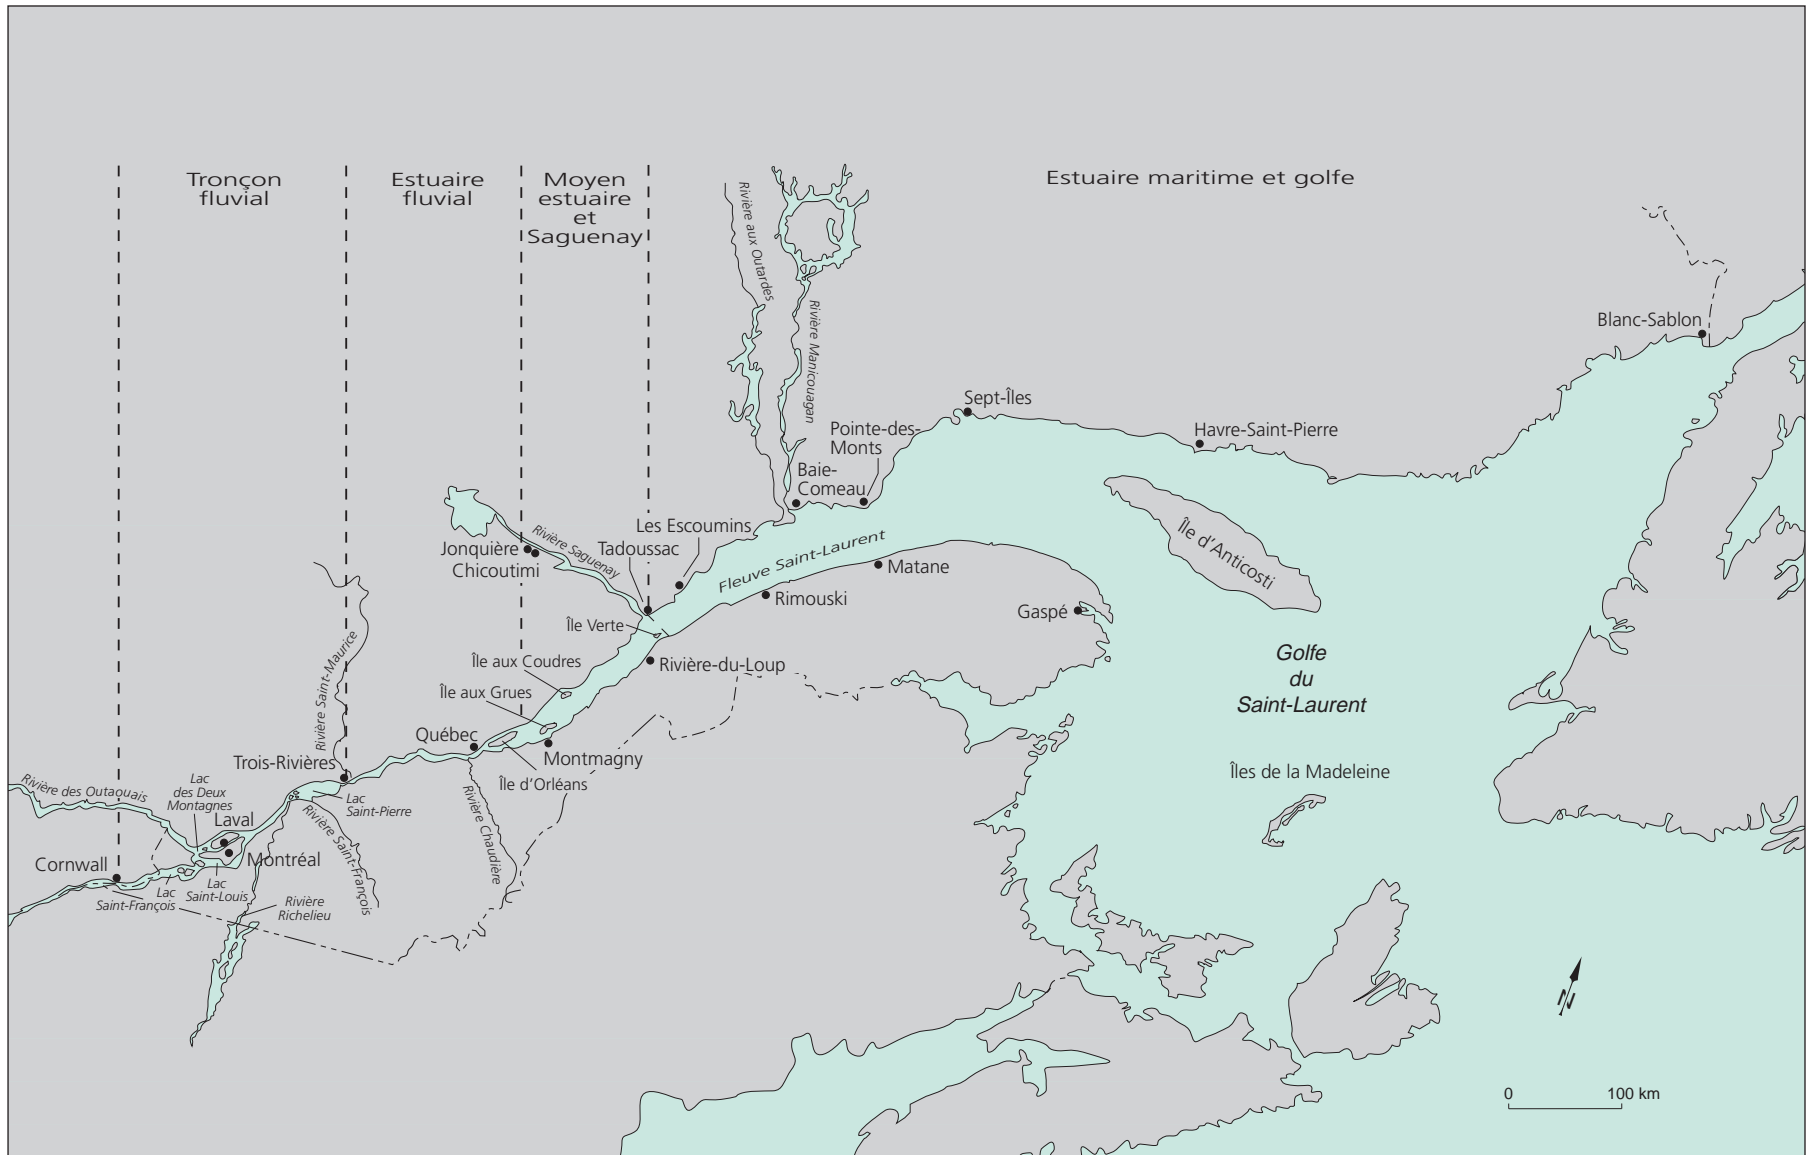 Tronçon
fluvial
Estuaire
fluvial
Moyen
estuaire
et
Saguenay
Estuaire maritime et golfe
Rivière aux Outardes
Rivière Manicouagan
Blanc-Sablon
Sept-Îles
Havre-Saint-Pierre
Pointe-des-
Monts
Baie-
Comeau
Les Escoumins
Rivière Saguenay
Jonquière
Chicoutimi
Tadoussac
Fleuve Saint-Laurent
Matane
Rimouski
Île d'Anticosti
Gaspé
Île Verte
Rivière-du-Loup
Île aux Coudres
Île aux Grues
Golfe
du
Saint-Laurent
Rivière Saint-Maurice
Québec
Montmagny
Île d'Orléans
Trois-Rivières
Îles de la Madeleine
Rivière des Outaouais
Lac
des Deux
Montagnes
Lac
Saint-Pierre
Rivière Saint-François
Rivière Chaudière
Laval
Montréal
Cornwall
Lac
Saint-François
Lac
Saint-Louis
Rivière
Richelieu
N
0 100 km